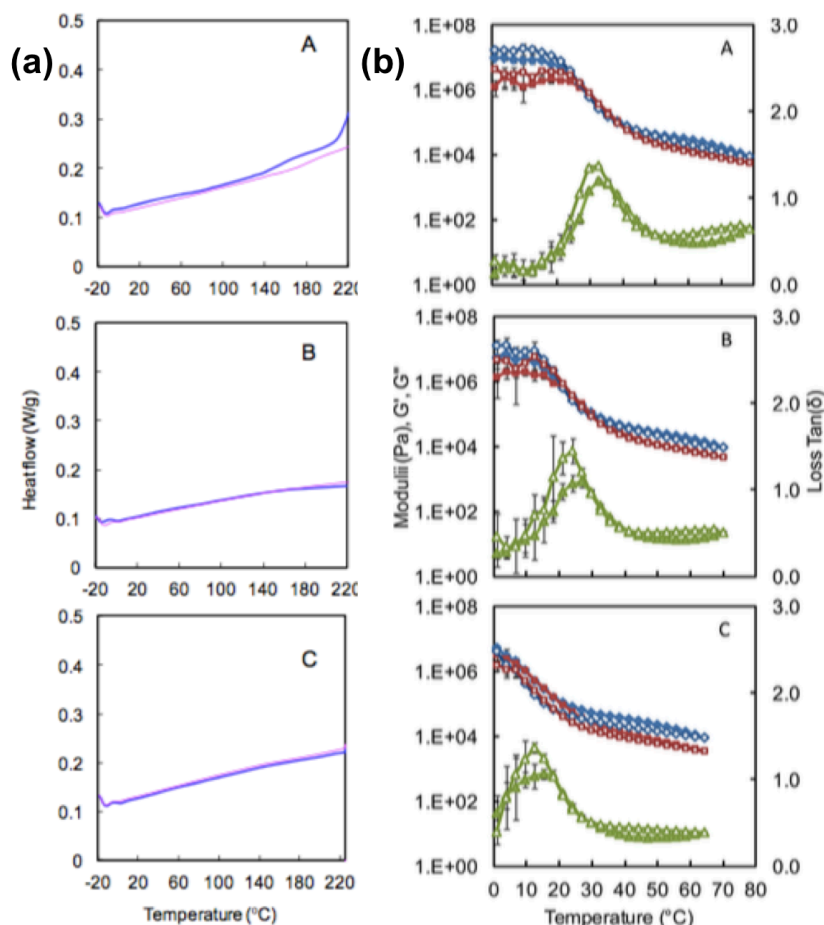 (a)
0.5
0.4
0.3
0.2
0.1
0
A
-20 20 60 100 140 180 220
0.5
0.4
0.3
0.2
0.1
0
B
-20 20 60 100 140 180 220
0.5
0.4
0.3
0.2
0.1
0
C
-20 20 60 100 140 180 220
Heat flow (W/g)
Temperature (°C)
(b)
1.E+08
1.E+06
1.E+04
1.E+02
1.E+00
A
3.0
2.0
1.0
0.0
0 10 20 30 40 50 60 70 80
1.E+08
1.E+06
1.E+04
1.E+02
1.E+00
B
3.0
2.0
1.0
0.0
1.E+08
1.E+06
1.E+04
1.E+02
1.E+00
C
3.0
2.0
1.0
0.0
0 10 20 30 40 50 60 70 80
Modulii (Pa), G', G"
Loss Tan(δ)
Temperature (°C)